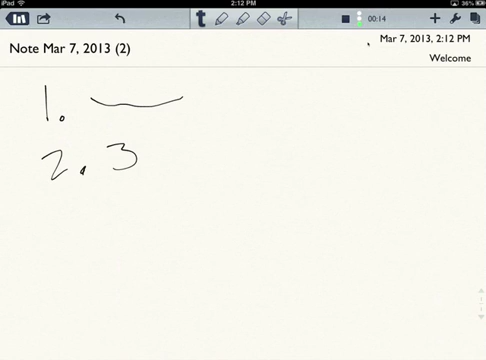 iPad 2:12 PM 36%
t 00:14
Note Mar 7, 2013 (2)
Mar 7, 2013, 2:12 PM
Welcome
1.
2. 3